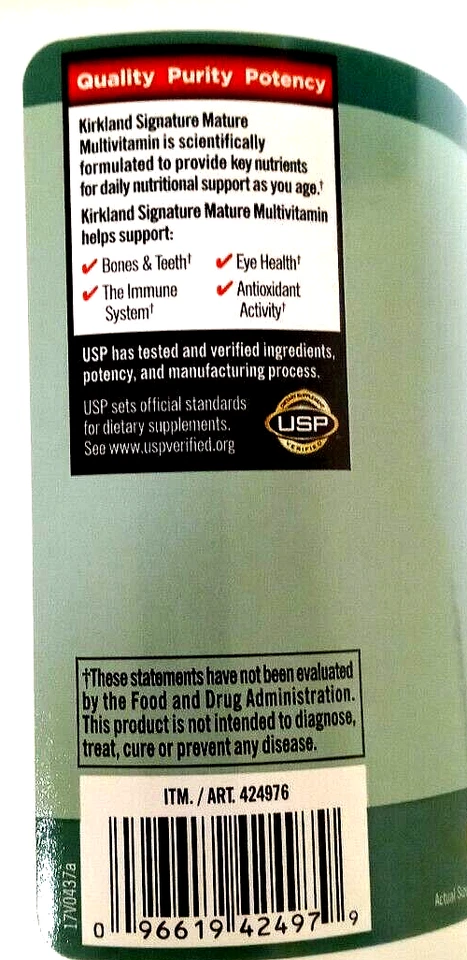 Quality Purity Potency
Kirkland Signature Mature
Multivitamin is scientifically
formulated to provide key nutrients
for daily nutritional support as you age.†
Kirkland Signature Mature Multivitamin
helps support:
✔ Bones & Teeth† ✔ Eye Health†
✔ The Immune ✔ Antioxidant
System† Activity†
USP has tested and verified ingredients,
potency, and manufacturing process.
USP sets official standards
for dietary supplements.
See www.uspverified.org
DIETARY SUPPLEMENT
USP
VERIFIED
†These statements have not been evaluated
by the Food and Drug Administration.
This product is not intended to diagnose,
treat, cure or prevent any disease.
ITM. / ART. 424976
0 96619 42497 9
17V0437a
Actual